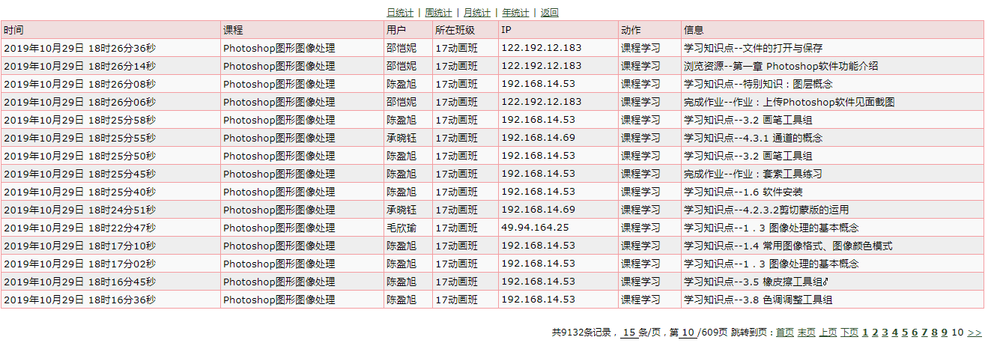 日统计 | 周统计 | 月统计 | 年统计 | 返回
时间 课程 用户 所在班级 IP 动作 信息
2019年10月29日 18时26分36秒 Photoshop图形图像处理 邵恺妮 17动画班 122.192.12.183 课程学习 学习知识点--文件的打开与保存
2019年10月29日 18时26分14秒 Photoshop图形图像处理 邵恺妮 17动画班 122.192.12.183 课程学习 浏览资源--第一章 Photoshop软件功能介绍
2019年10月29日 18时26分08秒 Photoshop图形图像处理 陈盈旭 17动画班 192.168.14.53 课程学习 学习知识点--特别知识：图层概念
2019年10月29日 18时26分06秒 Photoshop图形图像处理 邵恺妮 17动画班 122.192.12.183 课程学习 完成作业--作业：上传Photoshop软件见面截图
2019年10月29日 18时25分58秒 Photoshop图形图像处理 陈盈旭 17动画班 192.168.14.53 课程学习 学习知识点--3.2 画笔工具组
2019年10月29日 18时25分55秒 Photoshop图形图像处理 承晓钰 17动画班 192.168.14.69 课程学习 学习知识点--4.3.1 通道的概念
2019年10月29日 18时25分50秒 Photoshop图形图像处理 陈盈旭 17动画班 192.168.14.53 课程学习 学习知识点--3.2 画笔工具组
2019年10月29日 18时25分45秒 Photoshop图形图像处理 陈盈旭 17动画班 192.168.14.53 课程学习 完成作业--作业：套索工具练习
2019年10月29日 18时25分40秒 Photoshop图形图像处理 陈盈旭 17动画班 192.168.14.53 课程学习 学习知识点--1.6 软件安装
2019年10月29日 18时24分51秒 Photoshop图形图像处理 承晓钰 17动画班 192.168.14.69 课程学习 学习知识点--4.2.3.2剪切蒙版的运用
2019年10月29日 18时22分47秒 Photoshop图形图像处理 毛欣瑜 17动画班 49.94.164.25 课程学习 学习知识点--1．3 图像处理的基本概念
2019年10月29日 18时17分10秒 Photoshop图形图像处理 陈盈旭 17动画班 192.168.14.53 课程学习 学习知识点--1.4 常用图像格式、图像颜色模式
2019年10月29日 18时17分02秒 Photoshop图形图像处理 陈盈旭 17动画班 192.168.14.53 课程学习 学习知识点--1．3 图像处理的基本概念
2019年10月29日 18时16分45秒 Photoshop图形图像处理 陈盈旭 17动画班 192.168.14.53 课程学习 学习知识点--3.5 橡皮擦工具组♂
2019年10月29日 18时16分36秒 Photoshop图形图像处理 陈盈旭 17动画班 192.168.14.53 课程学习 学习知识点--3.8 色调调整工具组
共9132条记录， 15 条/页，第 10 /609页 跳转到页：首页 末页 上页 下页 1 2 3 4 5 6 7 8 9 10 >>